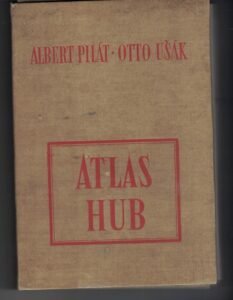 ALBERT PILÁT · OTTO UŠÁK
ATLAS
HUB